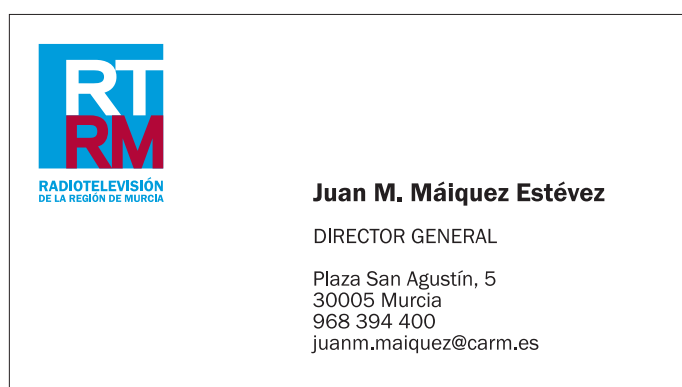 RT
RM
RADIOTELEVISIÓN
DE LA REGIÓN DE MURCIA
Juan M. Máiquez Estévez
DIRECTOR GENERAL
Plaza San Agustín, 5
30005 Murcia
968 394 400
juanm.maiquez@carm.es